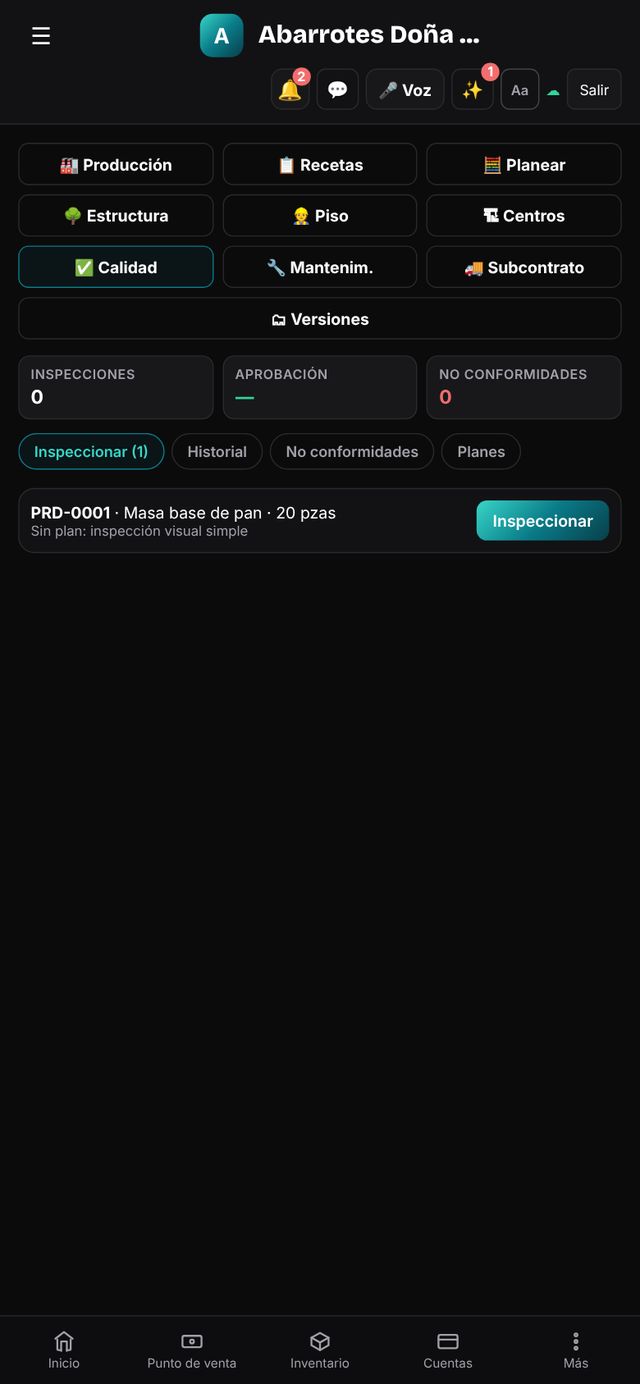 A
Abarrotes Doña ...
2
Voz
1
Aa
Salir
Producción
Recetas
Planear
Estructura
Piso
Centros
Calidad
Mantenim.
Subcontrato
Versiones
INSPECCIONES
0
APROBACIÓN
—
NO CONFORMIDADES
0
Inspeccionar (1)
Historial
No conformidades
Planes
PRD-0001 · Masa base de pan · 20 pzas
Sin plan: inspección visual simple
Inspeccionar
Inicio
Punto de venta
Inventario
Cuentas
Más